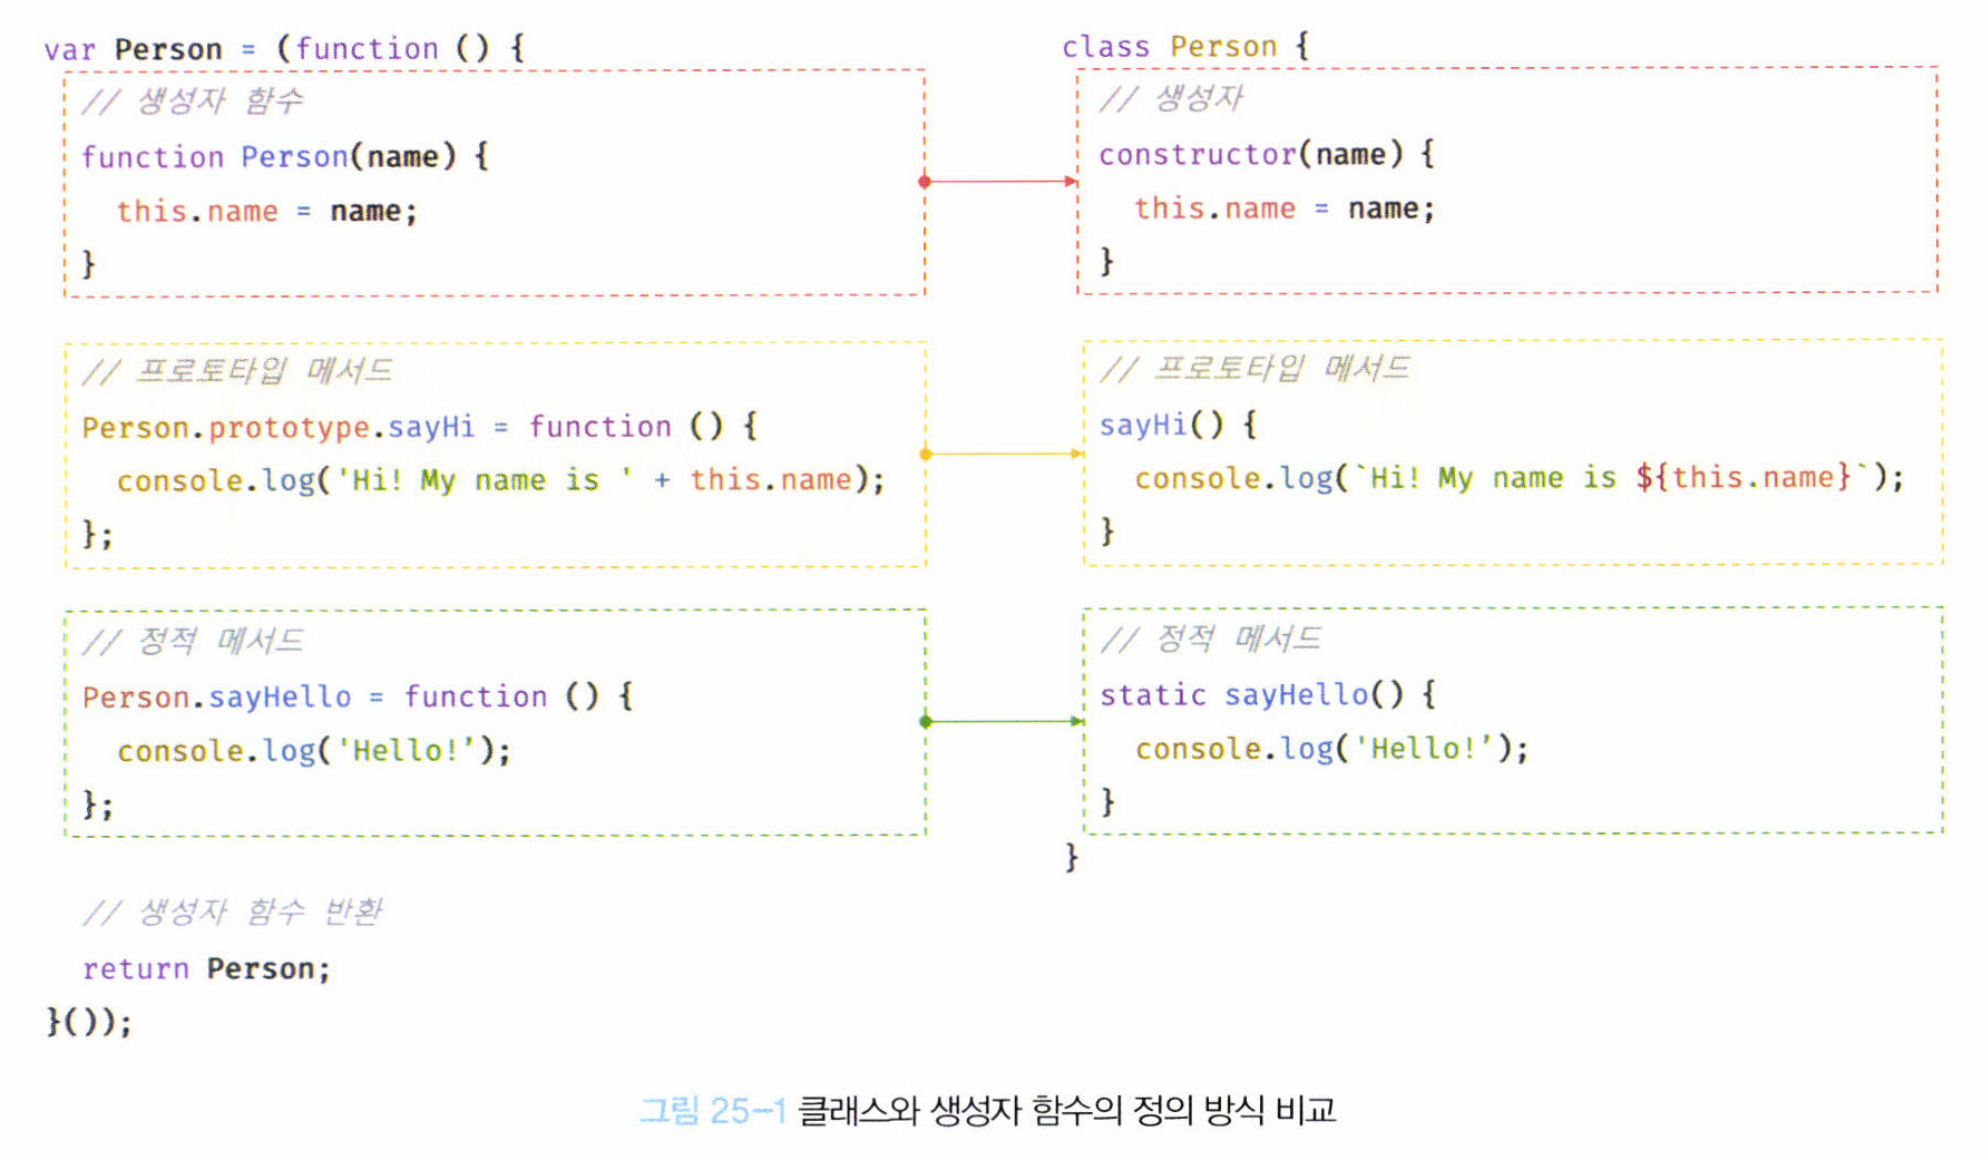 var Person = (function () {
// 생성자 함수
function Person(name) {
this.name = name;
}
// 프로토타입 메서드
Person.prototype.sayHi = function () {
console.log('Hi! My name is ' + this.name);
};
// 정적 메서드
Person.sayHello = function () {
console.log('Hello!');
};
// 생성자 함수 반환
return Person;
}());
class Person {
// 생성자
constructor(name) {
this.name = name;
}
// 프로토타입 메서드
sayHi() {
console.log(`Hi! My name is ${this.name}`);
}
// 정적 메서드
static sayHello() {
console.log('Hello!');
}
}
그림 25-1 클래스와 생성자 함수의 정의 방식 비교